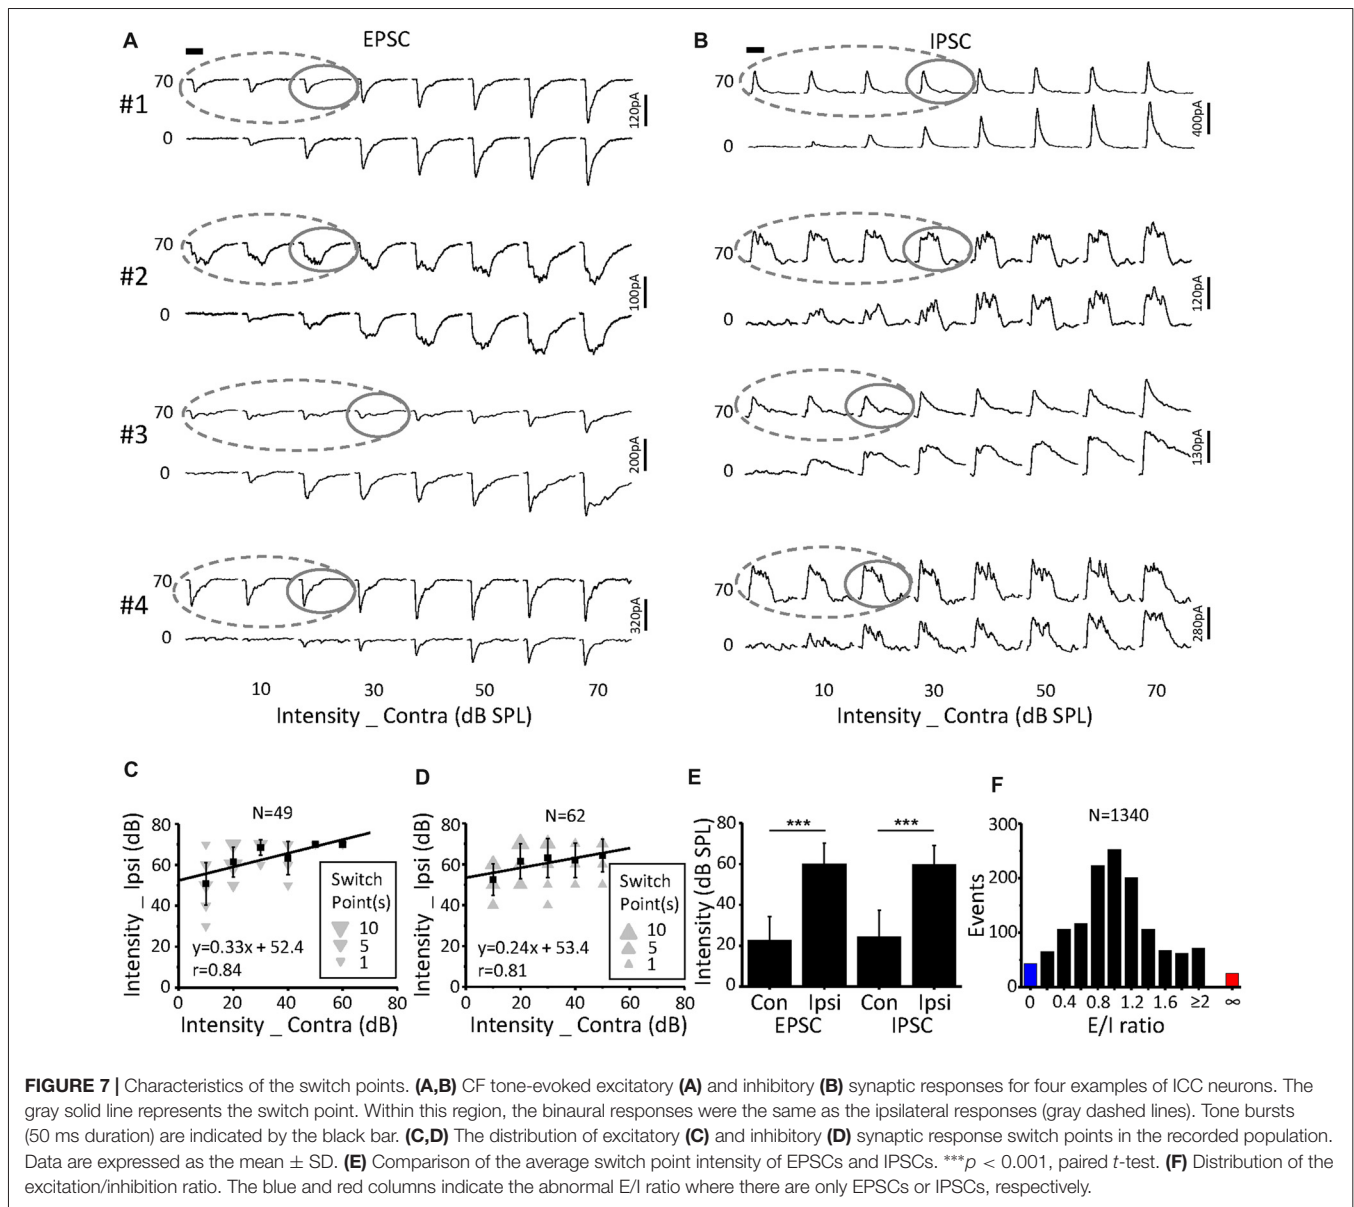 A
EPSC
B
IPSC
#1
70
0
120pA
70
0
400pA
#2
70
0
100pA
70
0
120pA
#3
70
0
200pA
70
0
130pA
#4
70
0
320pA
70
0
280pA
10 30 50 70
Intensity _ Contra (dB SPL)
10 30 50 70
Intensity _ Contra (dB SPL)
C
N=49
Intensity _ Ipsi (dB)
80
60
40
20
0
y=0.33x + 52.4
r=0.84
Switch
Point(s)
10
5
1
0 20 40 60 80
Intensity _ Contra (dB)
D
N=62
Intensity _ Ipsi (dB)
80
60
40
20
0
y=0.24x + 53.4
r=0.81
Switch
Point(s)
10
5
1
0 20 40 60 80
Intensity _ Contra (dB)
E
Intensity (dB SPL)
80
60
40
20
0
*** ***
Con Ipsi Con Ipsi
EPSC IPSC
F
N=1340
Events
300
200
100
0
0 0.4 0.8 1.2 1.6 ≥2 ∞
E/I ratio
FIGURE 7 | Characteristics of the switch points. (A,B) CF tone-evoked excitatory (A) and inhibitory (B) synaptic responses for four examples of ICC neurons. The
gray solid line represents the switch point. Within this region, the binaural responses were the same as the ipsilateral responses (gray dashed lines). Tone bursts
(50 ms duration) are indicated by the black bar. (C,D) The distribution of excitatory (C) and inhibitory (D) synaptic response switch points in the recorded population.
Data are expressed as the mean ± SD. (E) Comparison of the average switch point intensity of EPSCs and IPSCs. ***p < 0.001, paired t-test. (F) Distribution of the
excitation/inhibition ratio. The blue and red columns indicate the abnormal E/I ratio where there are only EPSCs or IPSCs, respectively.